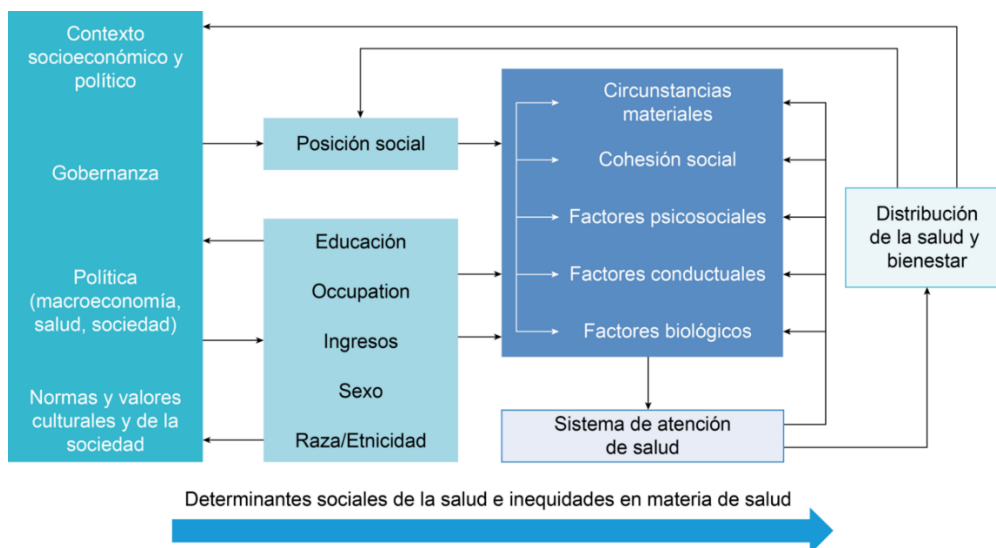 Contexto
socioeconómico y
político
Gobernanza
Política
(macroeconomía,
salud, sociedad)
Normas y valores
culturales y de la
sociedad
Posición social
Educación
Occupation
Ingresos
Sexo
Raza/Etnicidad
Circunstancias
materiales
Cohesión social
Factores psicosociales
Factores conductuales
Factores biológicos
Sistema de atención
de salud
Distribución
de la salud y
bienestar
Determinantes sociales de la salud e inequidades en materia de salud